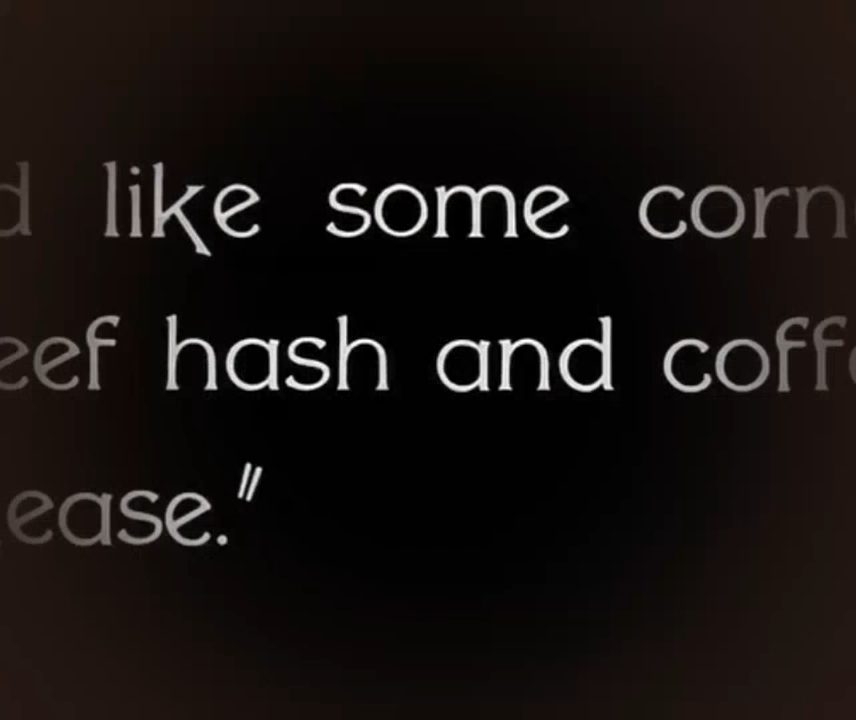 d like some corn
eef hash and coff
ease."